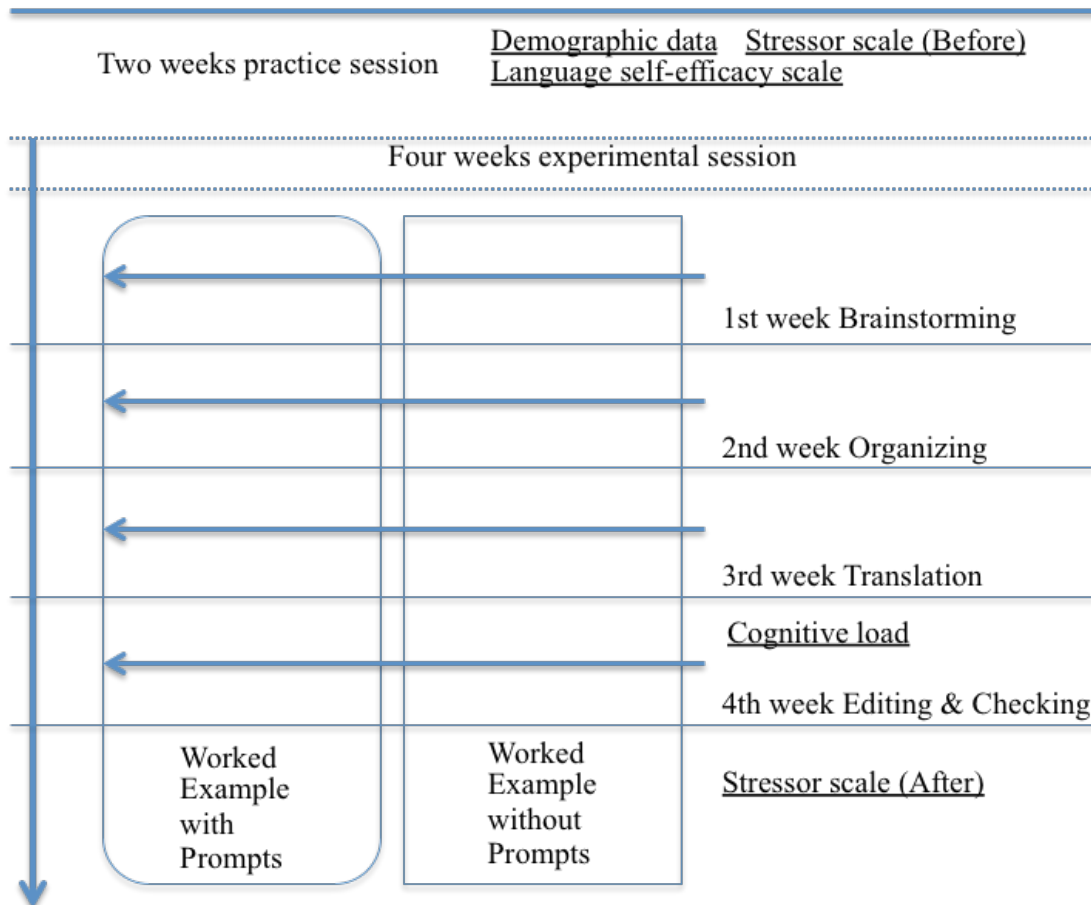 Two weeks practice session
Demographic data Stressor scale (Before)
Language self-efficacy scale
Four weeks experimental session
1st week Brainstorming
2nd week Organizing
3rd week Translation
Cognitive load
4th week Editing & Checking
Worked
Example
with
Prompts
Worked
Example
without
Prompts
Stressor scale (After)